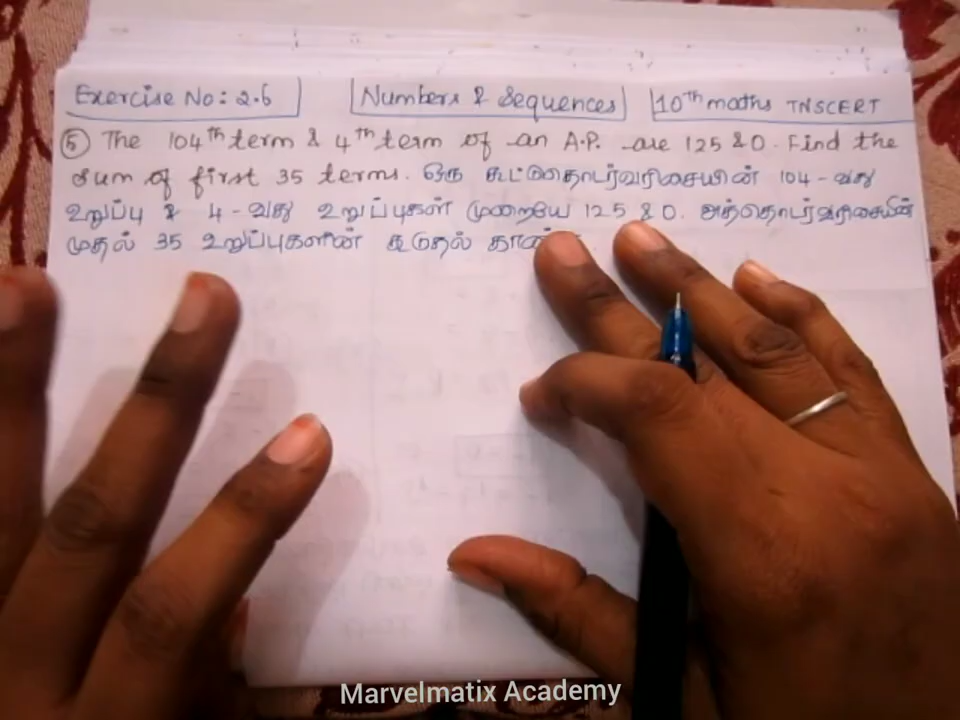 Exercise No: 2.6 Numbers & Sequences 10th maths TNSCERT
⑤ The 104th term & 4th term of an A.P. are 125 & 0. Find the
sum of first 35 terms. ஒரு கூட்டுதொடர்வரிசையின் 104-வது
உறுப்பு & 4-வது உறுப்புகள் முறையே 125 & 0. அத்தொடர்வரிசையின்
முதல் 35 உறுப்புகளின் கூடுதல்
Marvelmatix Academy